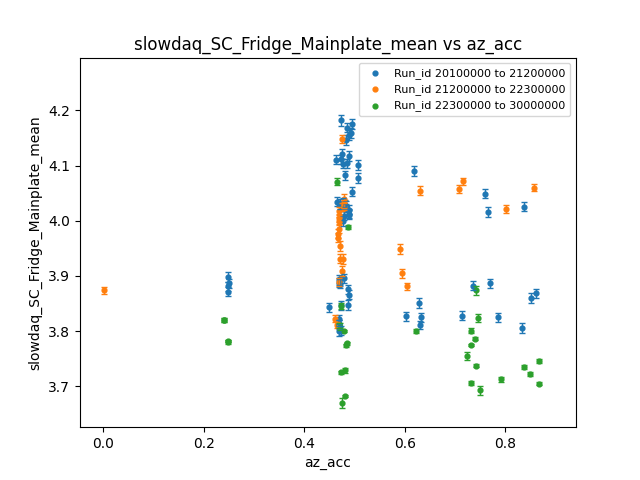 slowdaq_SC_Fridge_Mainplate_mean vs az_acc
Run_id 20100000 to 21200000
Run_id 21200000 to 22300000
Run_id 22300000 to 30000000
slowdaq_SC_Fridge_Mainplate_mean
4.2
4.1
4.0
3.9
3.8
3.7
0.0 0.2 0.4 0.6 0.8
az_acc